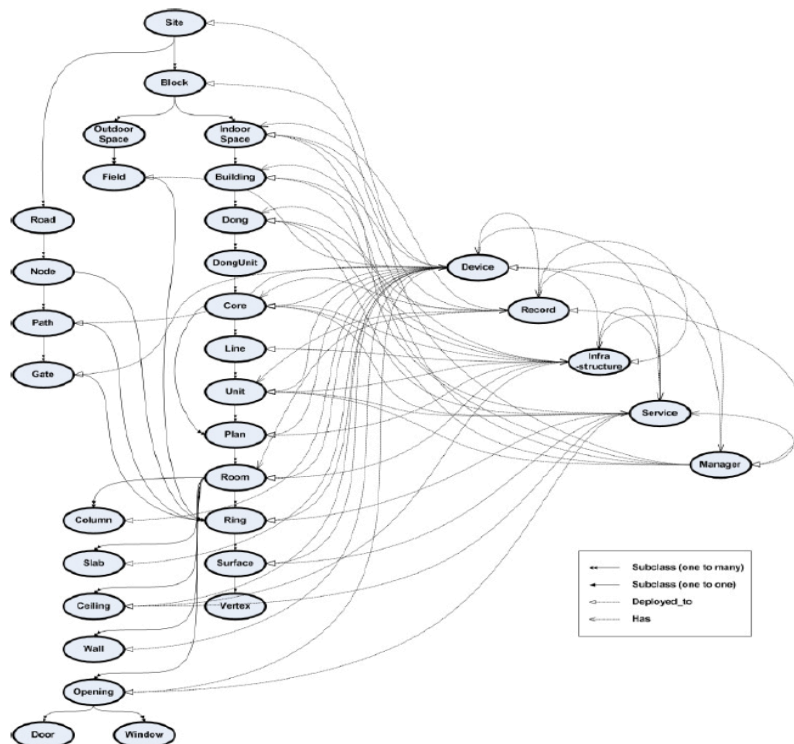 Site
Block
Outdoor
Space
Indoor
Space
Field
Building
Road
Dong
Node
DongUnit
Device
Core
Record
Path
Line
Infra
-structure
Gate
Unit
Service
Plan
Manager
Room
Column
Ring
Slab
Surface
Ceiling
Vertex
Wall
Opening
Door
Window
Subclass (one to many)
Subclass (one to one)
Deployed_to
Has